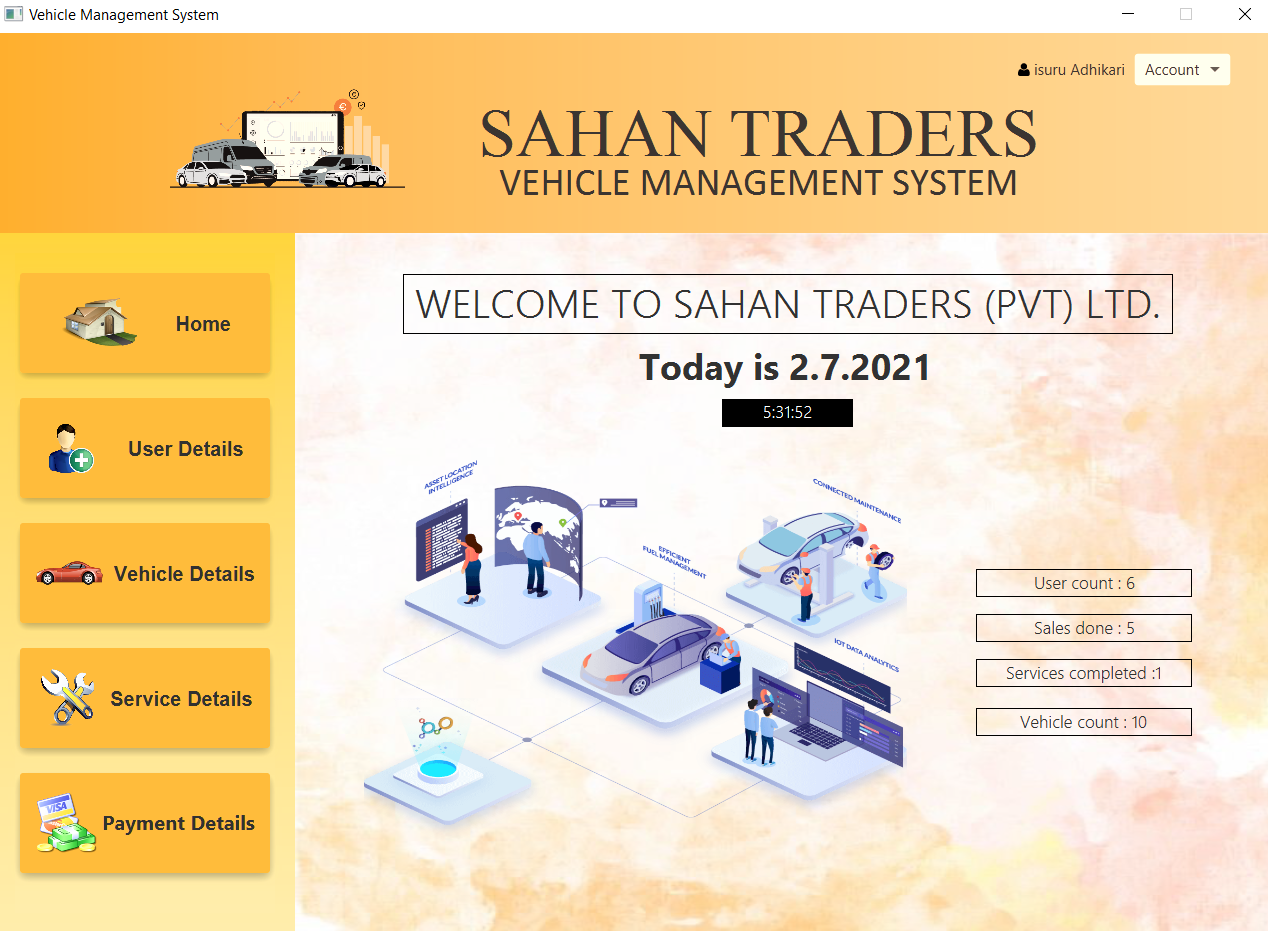 Vehicle Management System
isuru Adhikari
Account
SAHAN TRADERS
VEHICLE MANAGEMENT SYSTEM
Home
User Details
Vehicle Details
Service Details
VISA
Payment Details
WELCOME TO SAHAN TRADERS (PVT) LTD.
Today is 2.7.2021
5:31:52
ASSET LOCATION
INTELLIGENCE
CONNECTED MAINTENANCE
EFFICIENT
FUEL MANAGEMENT
IOT DATA ANALYTICS
User count : 6
Sales done : 5
Services completed :1
Vehicle count : 10